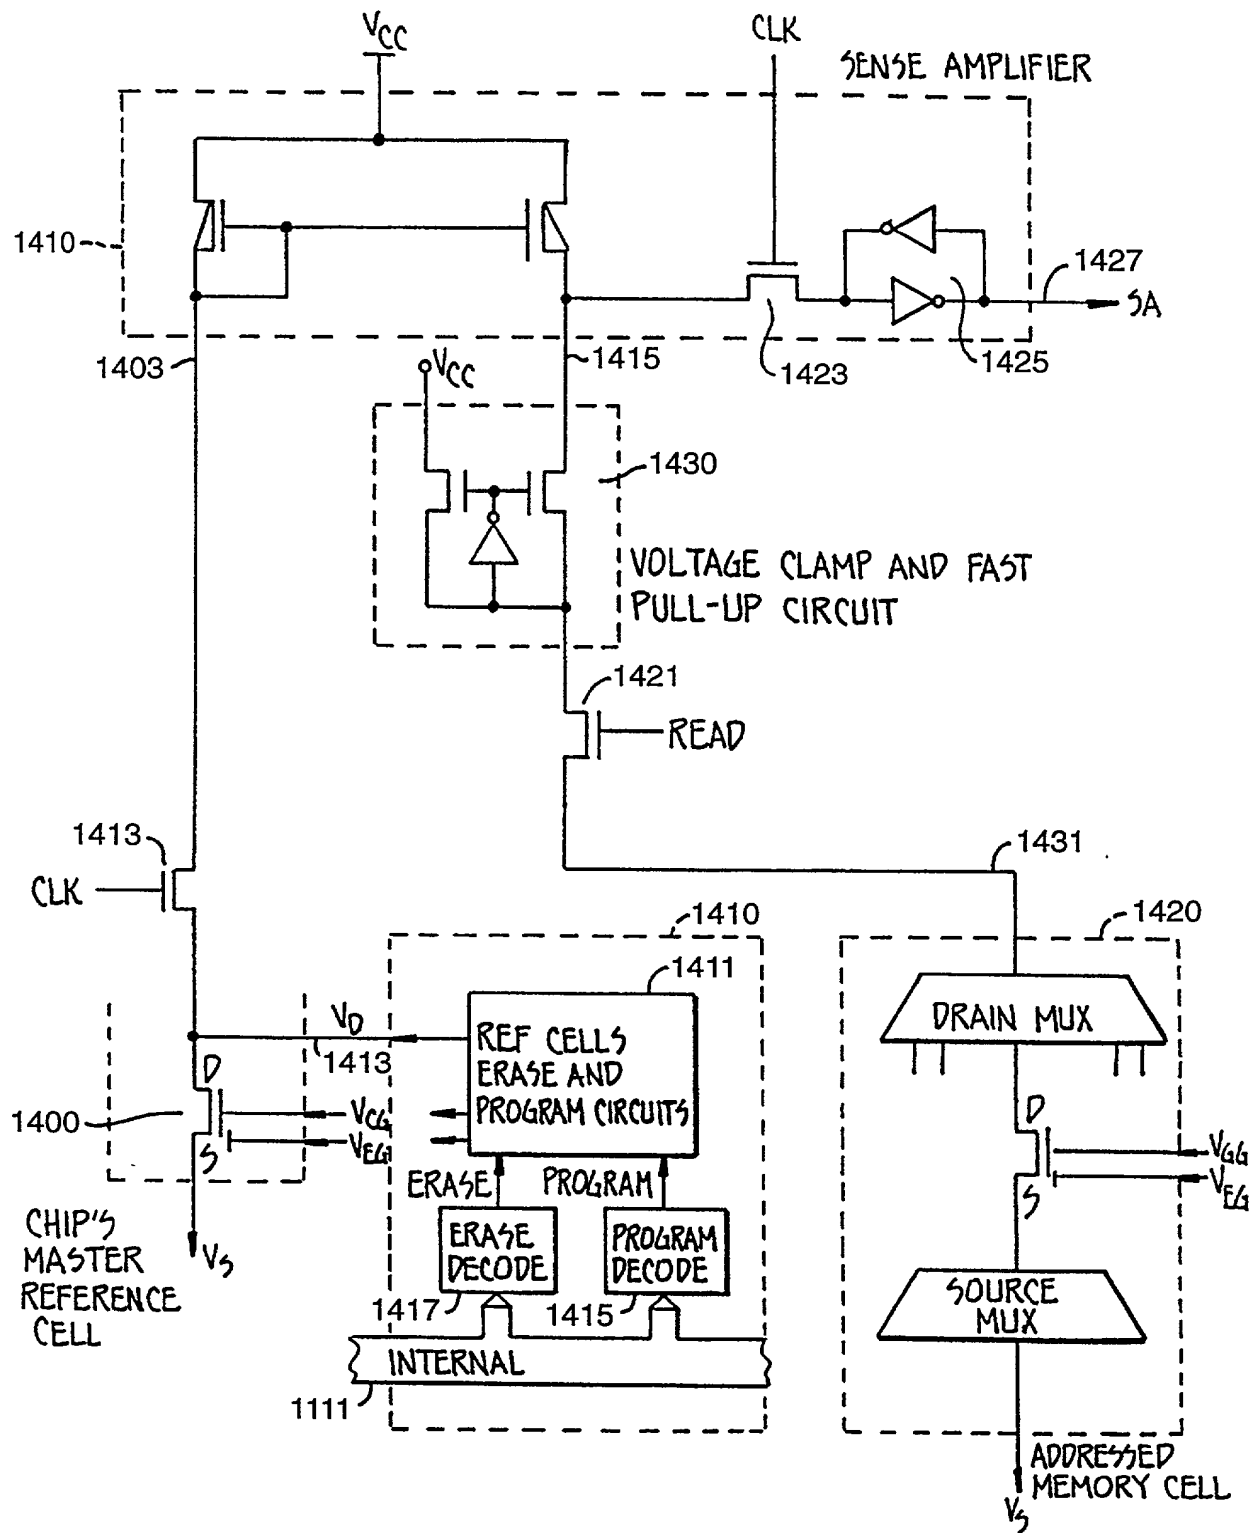 VCC
CLK
SENSE AMPLIFIER
1410
1427
SA
1403
VCC
1415
1423
1425
1430
VOLTAGE CLAMP AND FAST
PULL-UP CIRCUIT
1421
READ
1413
CLK
1431
1410
1420
1411
DRAIN MUX
VD
1413
REF CELLS
ERASE AND
PROGRAM CIRCUITS
D
1400
VCG
VEG
S
D
VGG
VEG
S
ERASE
PROGRAM
CHIP'S
MASTER
REFERENCE
CELL
VS
ERASE
DECODE
PROGRAM
DECODE
1417
1415
SOURCE
MUX
INTERNAL
1111
ADDRESSED
MEMORY CELL
VS